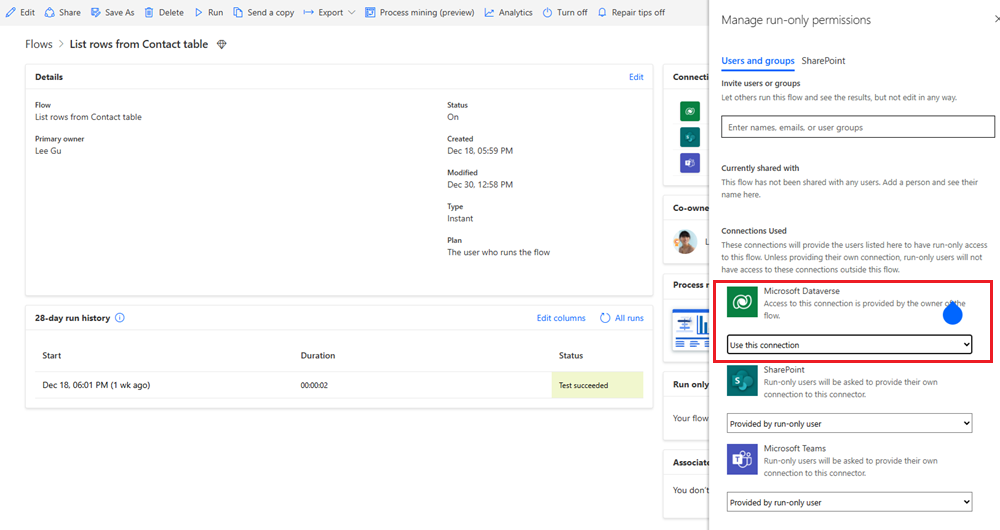 Edit Share Save As Delete Run Send a copy Export Process mining (preview) Analytics Turn off Repair tips off
Flows > List rows from Contact table
Details Edit
Flow
List rows from Contact table
Primary owner
Lee Gu
Status
On
Created
Dec 18, 05:59 PM
Modified
Dec 30, 12:58 PM
Type
Instant
Plan
The user who runs the flow
28-day run history Edit columns All runs
Start Duration Status
Dec 18, 06:01 PM (1 wk ago) 00:00:02 Test succeeded
Connecti
Co-owne
L
Process m
Run only
Your flow
Associate
You don't
Manage run-only permissions
Users and groups SharePoint
Invite users or groups
Let others run this flow and see the results, but not edit in any way.
Enter names, emails, or user groups
Currently shared with
This flow has not been shared with any users. Add a person and see their
name here.
Connections Used
These connections will provide the users listed here to have run-only access
to this flow. Unless providing their own connection, run-only users will not
have access to these connections outside this flow.
Microsoft Dataverse
Access to this connection is provided by the owner of the
flow.
Use this connection
SharePoint
Run-only users will be asked to provide their own
connection to this connector.
Provided by run-only user
Microsoft Teams
Run-only users will be asked to provide their own
connection to this connector.
Provided by run-only user